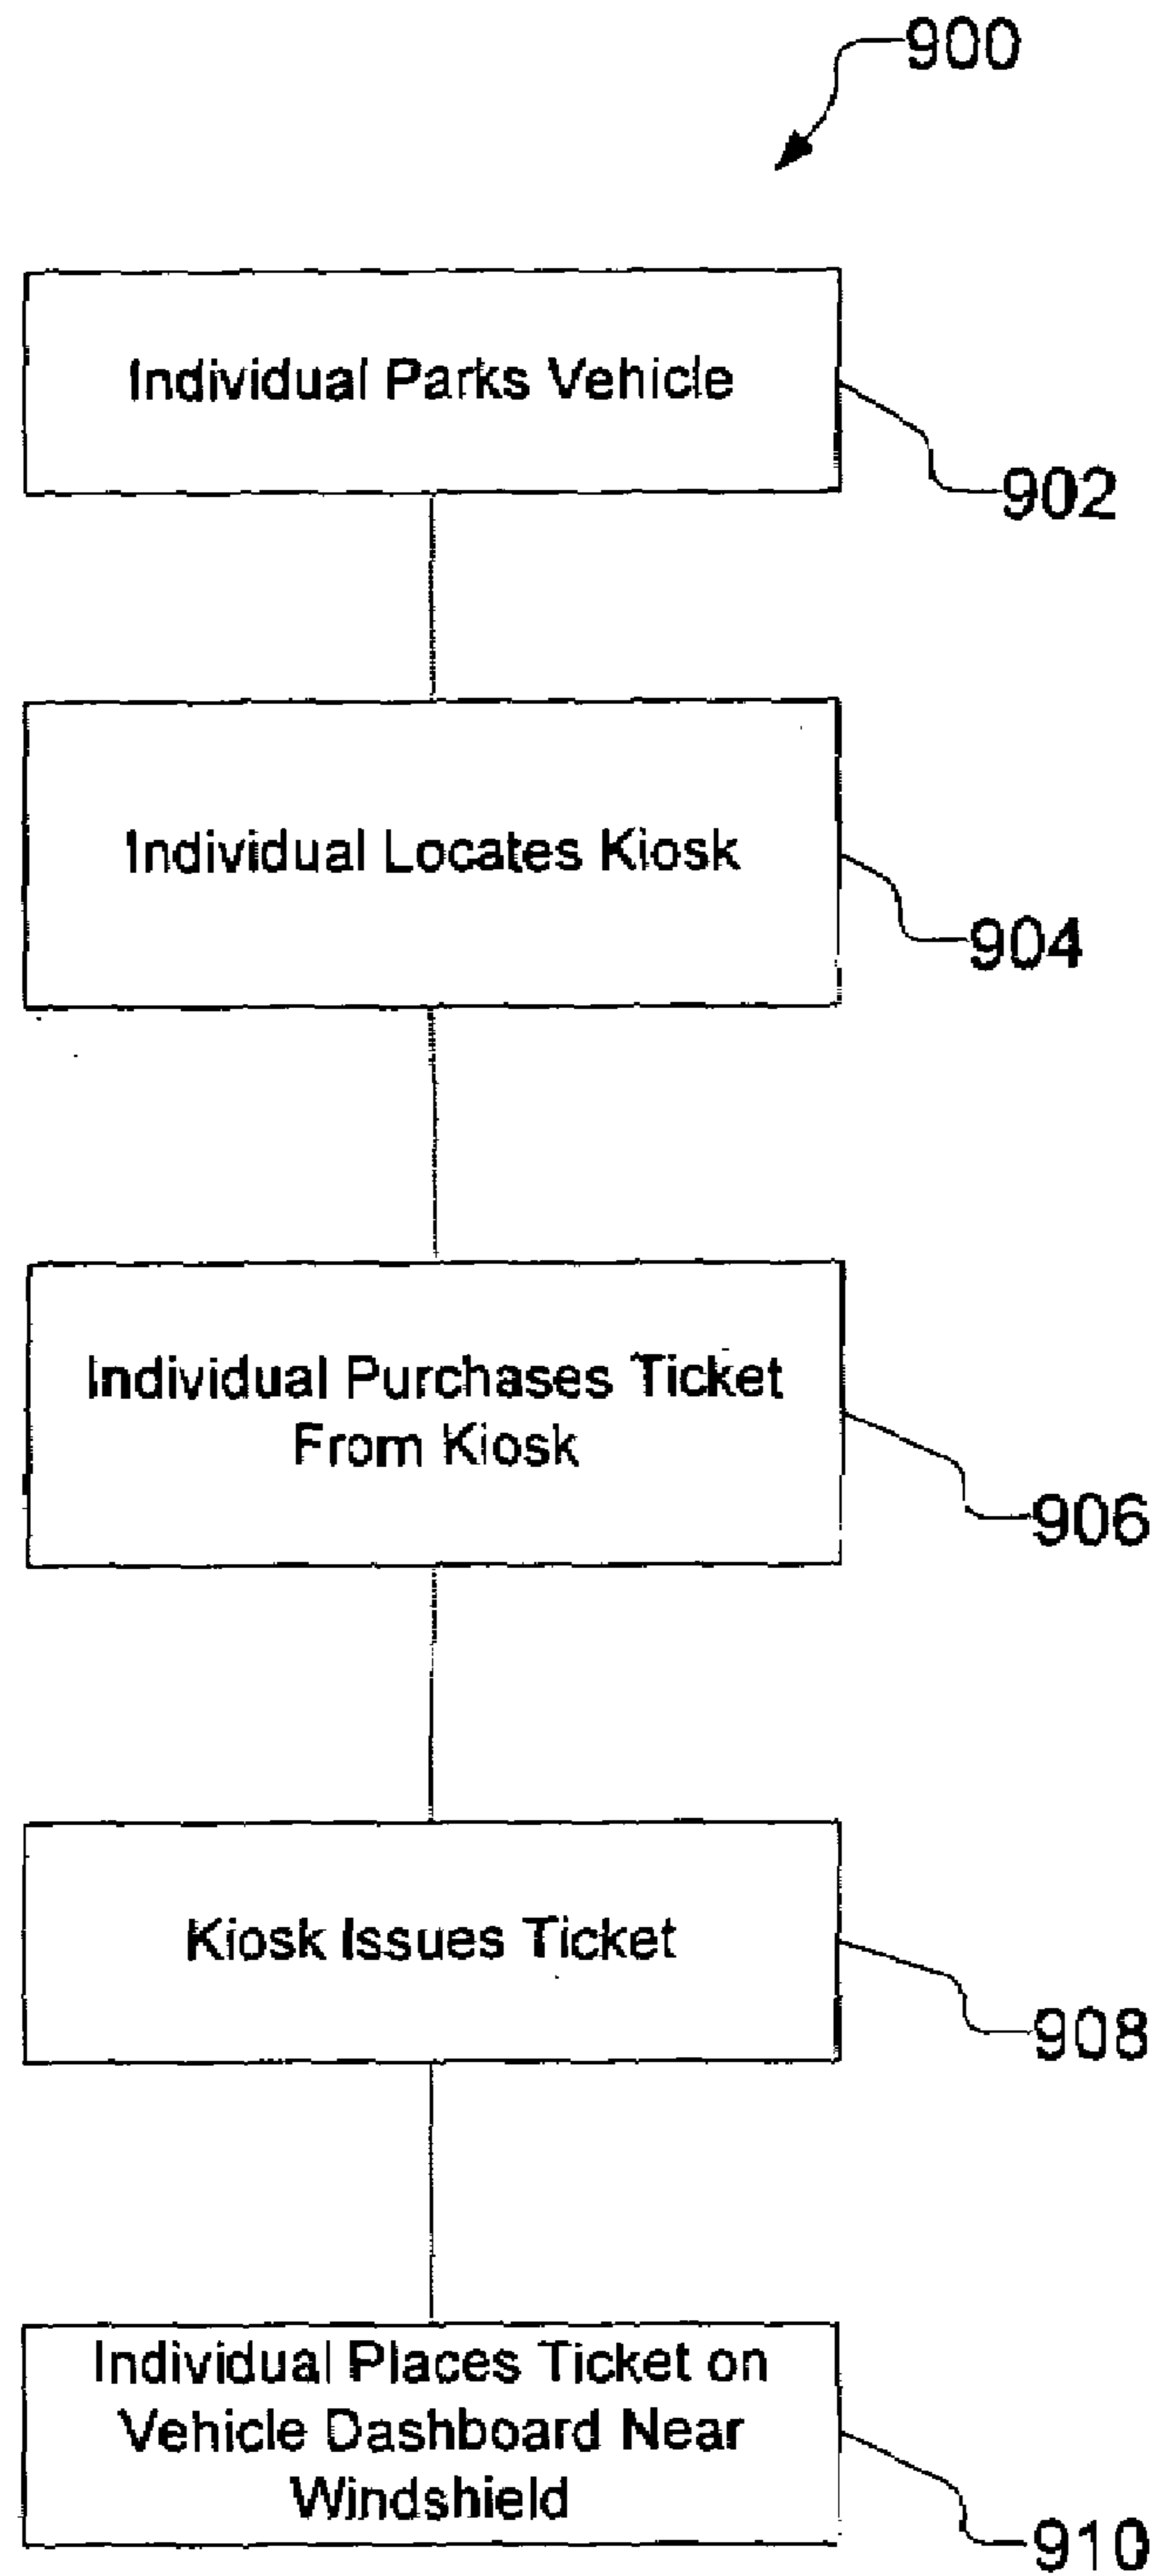 900
Individual Parks Vehicle
902
Individual Locates Kiosk
904
Individual Purchases Ticket
From Kiosk
906
Kiosk Issues Ticket
908
Individual Places Ticket on
Vehicle Dashboard Near
Windshield
910